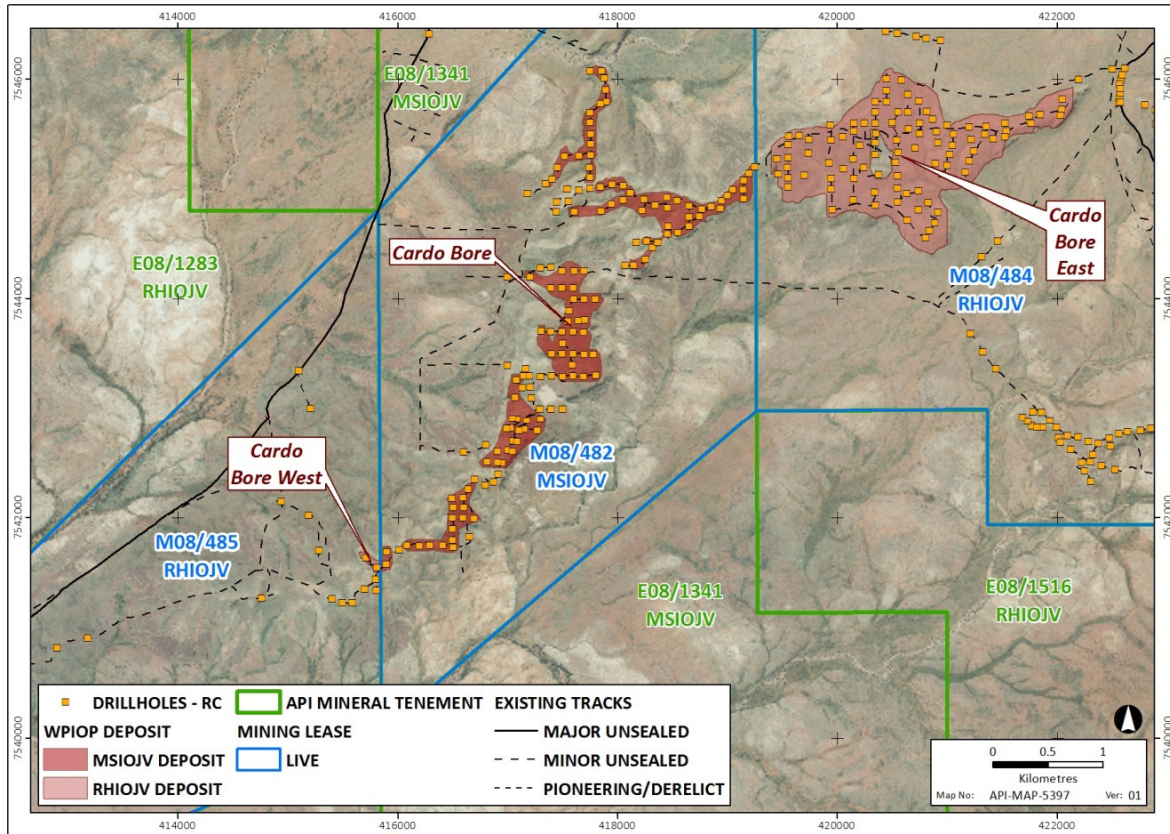 414000 416000 418000 420000 422000
7546000 7546000
E08/1341
MSIOJV
Cardo
Bore
East
Cardo Bore
E08/1283
RHIOJV
M08/484
RHIOJV
7544000 7544000
Cardo
Bore West
M08/482
MSIOJV
7542000 7542000
M08/485
RHIOJV
E08/1341
MSIOJV
E08/1516
RHIOJV
7540000 7540000
DRILLHOLES - RC
WPIOP DEPOSIT
MSIOJV DEPOSIT
RHIOJV DEPOSIT
API MINERAL TENEMENT
MINING LEASE
LIVE
EXISTING TRACKS
MAJOR UNSEALED
MINOR UNSEALED
PIONEERING/DERELICT
0 0.5 1
Kilometres
Map No: API-MAP-5397 Ver: 01
414000 416000 418000 420000 422000